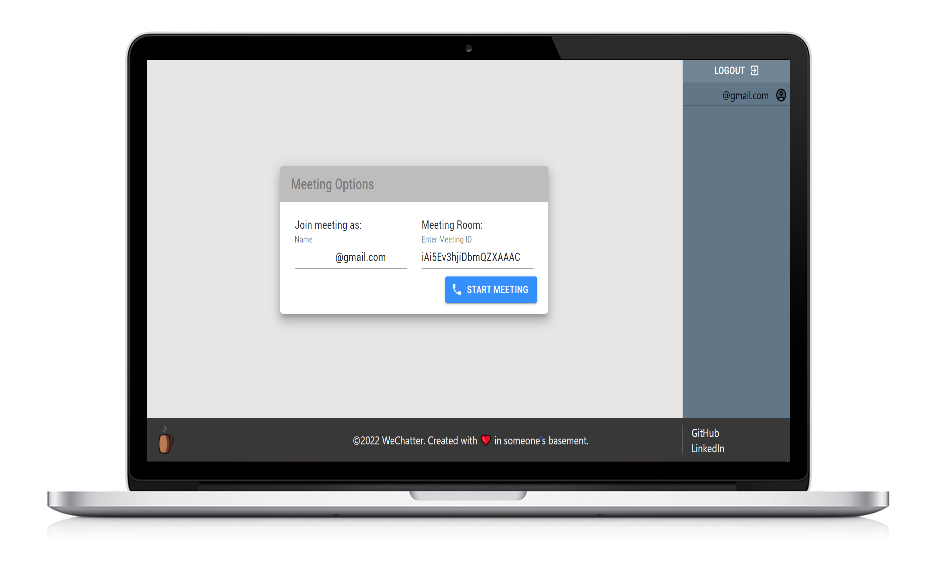 LOGOUT
@gmail.com
Meeting Options
Join meeting as:
Name
@gmail.com
Meeting Room:
Enter Meeting ID
iAi5Ev3hjiDbmQZXAAAC
START MEETING
©2022 WeChatter. Created with ❤ in someone's basement.
GitHub
LinkedIn